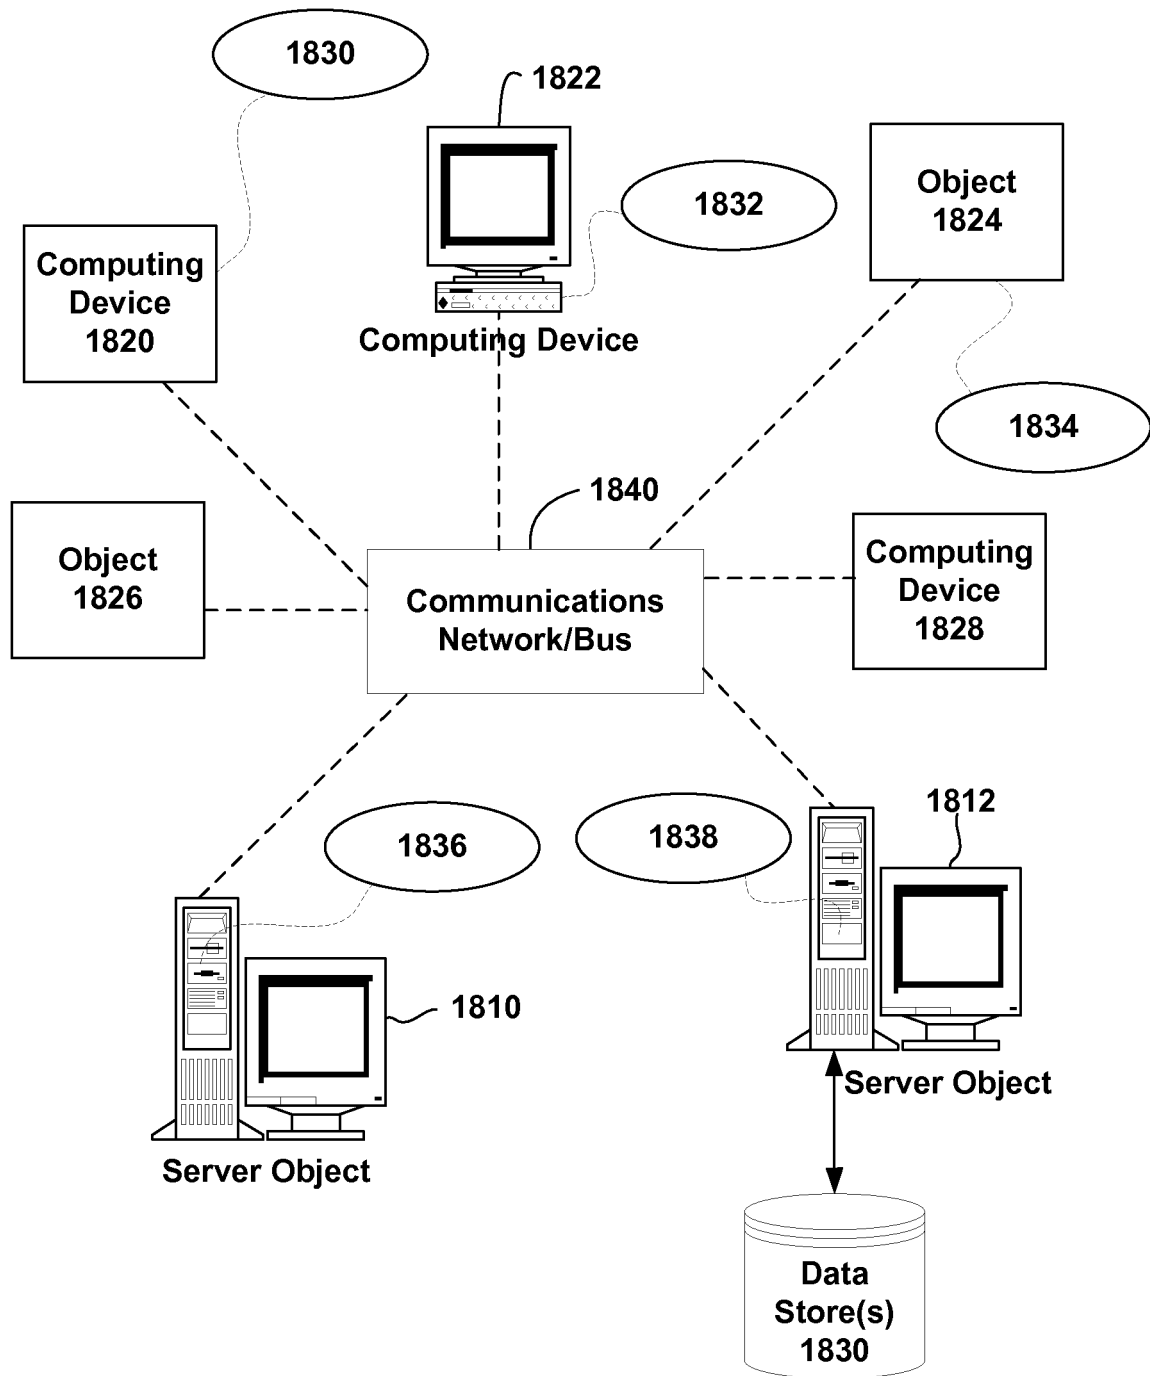 1830
1822
1832
Object
1824
Computing
Device
1820
Computing Device
1834
1840
Object
1826
Communications
Network/Bus
Computing
Device
1828
1836
1838
1812
1810
Server Object
Server Object
Data
Store(s)
1830